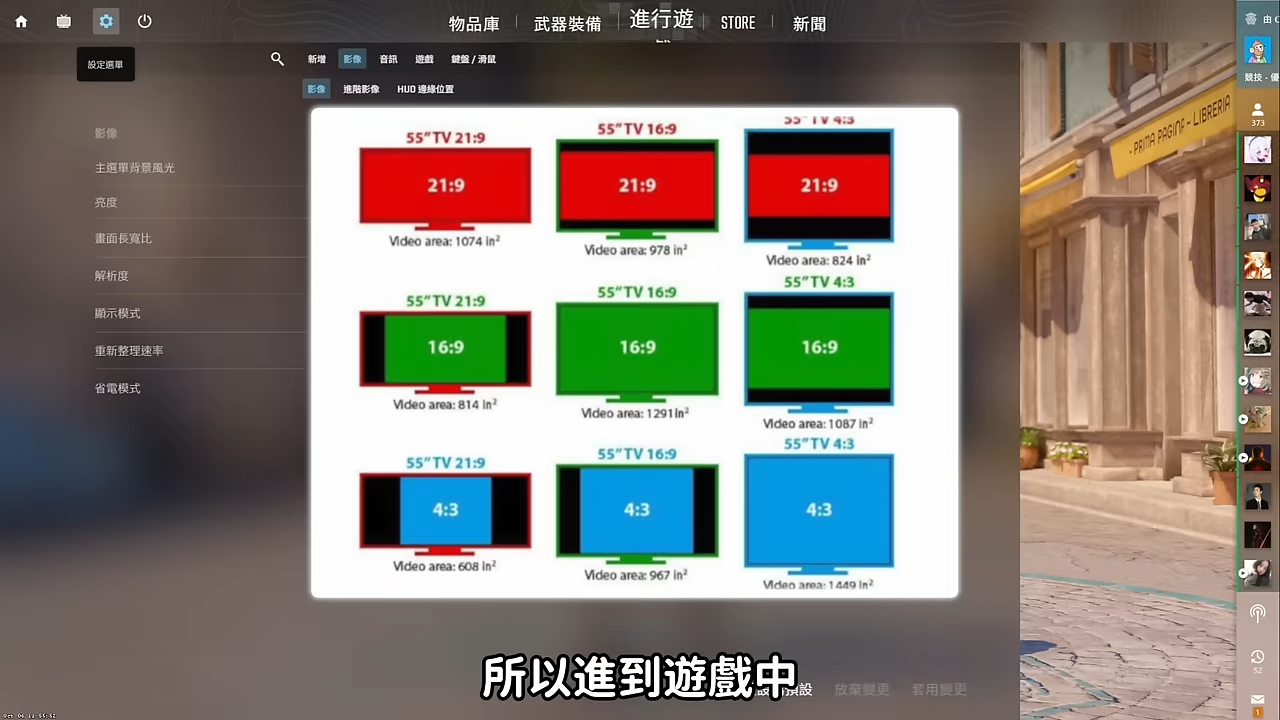 物品庫
武器裝備
進行遊
STORE
新聞
設定選單
新增
影像
音訊
遊戲
鍵盤 / 滑鼠
影像
進階影像
HUD 邊緣位置
影像
主選單背景風光
亮度
畫面長寬比
解析度
顯示模式
重新整理速率
省電模式
55" TV 21:9
21:9
Video area: 1074 in²
55" TV 16:9
21:9
Video area: 978 in²
55" TV 4:3
21:9
Video area: 824 in²
55" TV 21:9
16:9
Video area: 814 in²
55" TV 16:9
16:9
Video area: 1291in²
55" TV 4:3
16:9
Video area: 1087 in²
55" TV 21:9
4:3
Video area: 608 in²
55" TV 16:9
4:3
Video area: 967 in²
55" TV 4:3
4:3
Video area: 1449 in²
- PRIMA PAGINA - LIBRERIA -
由 C
競技 - 優
373
52
1
所以進到遊戲中
預設
放棄變更
套用變更